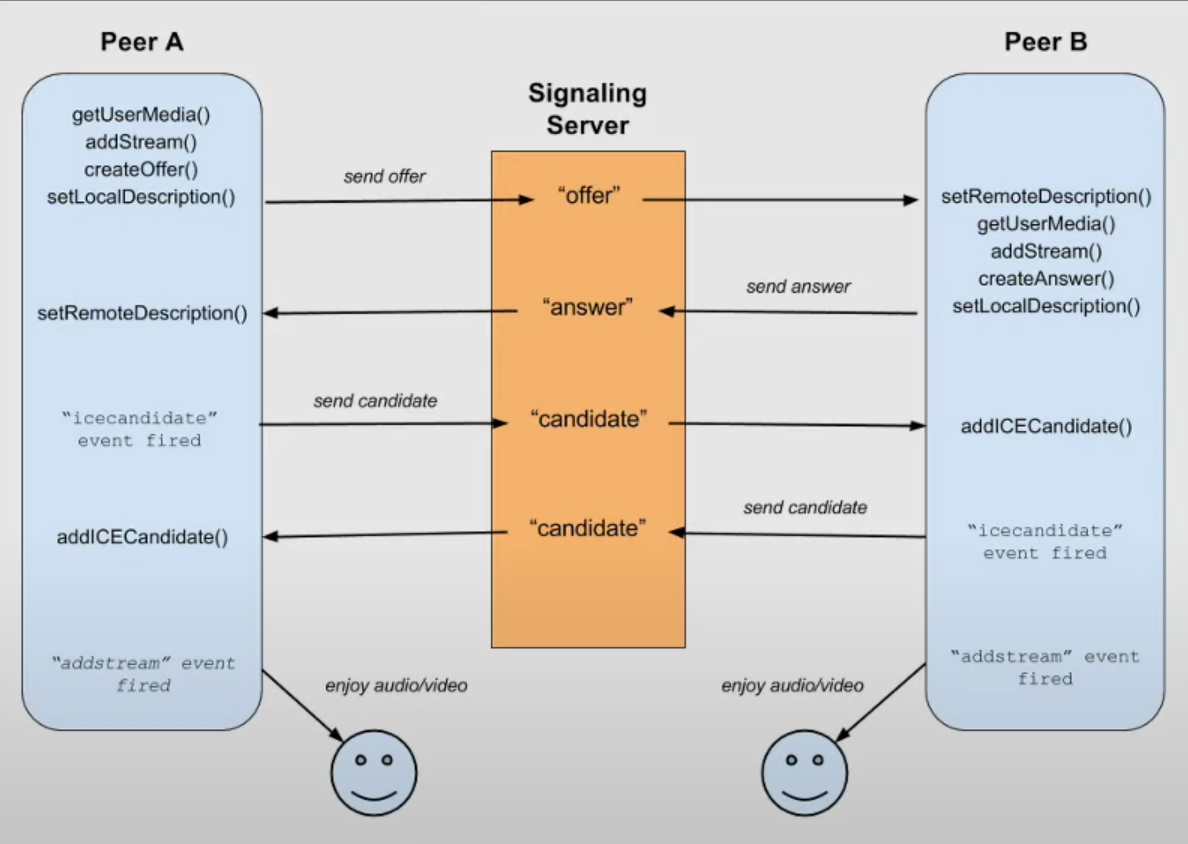 Peer A
Peer B
Signaling
Server
getUserMedia()
addStream()
createOffer()
setLocalDescription()
send offer
“offer”
setRemoteDescription()
getUserMedia()
addStream()
createAnswer()
setLocalDescription()
send answer
“answer”
setRemoteDescription()
“icecandidate”
event fired
send candidate
“candidate”
addICECandidate()
“icecandidate”
event fired
send candidate
“candidate”
addICECandidate()
“addstream” event
fired
enjoy audio/video
enjoy audio/video
“addstream” event
fired